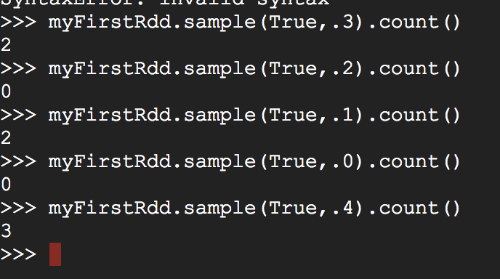 SyntaxError: invalid syntax
>>> myFirstRdd.sample(True,.3).count()
2
>>> myFirstRdd.sample(True,.2).count()
0
>>> myFirstRdd.sample(True,.1).count()
2
>>> myFirstRdd.sample(True,.0).count()
0
>>> myFirstRdd.sample(True,.4).count()
3
>>>